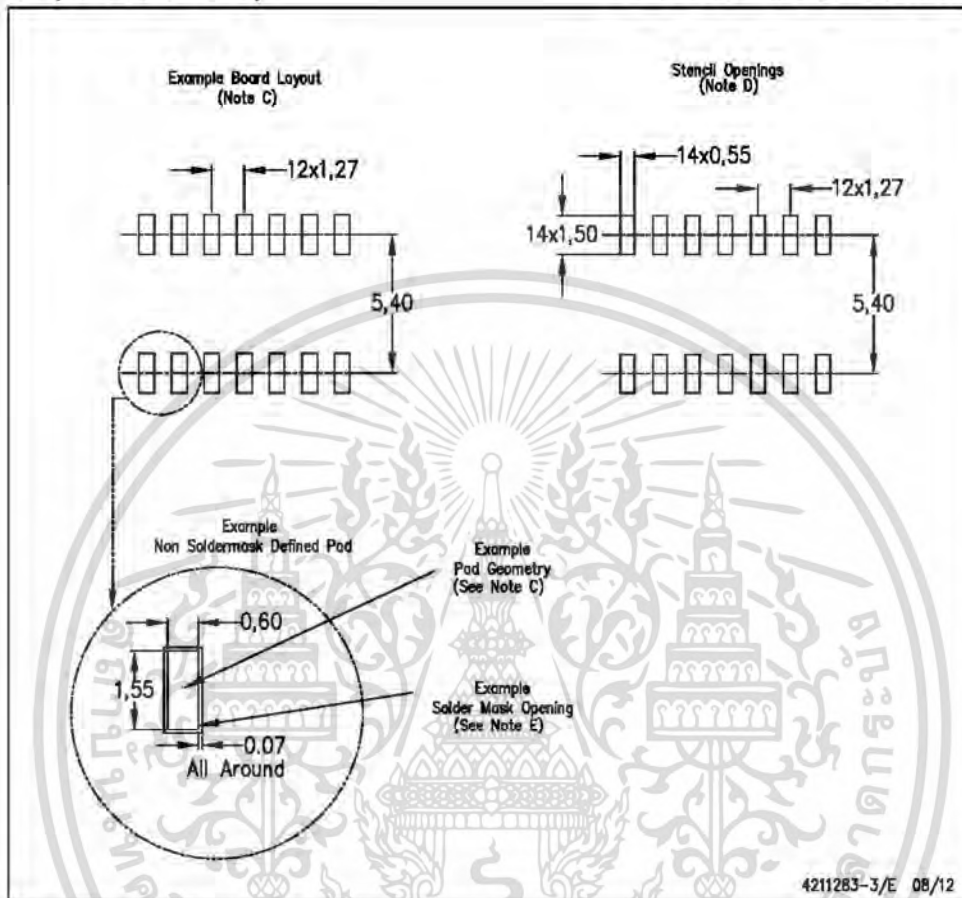 Example Board Layout
(Note C)
12x1,27
5,40
Stencil Openings
(Note D)
14x0,55
12x1,27
14x1,50
5,40
Example
Non Soldermask Defined Pad
Example
Pad Geometry
(See Note C)
0,60
1,55
Example
Solder Mask Opening
(See Note E)
0.07
All Around
4211283-3/E 08/12